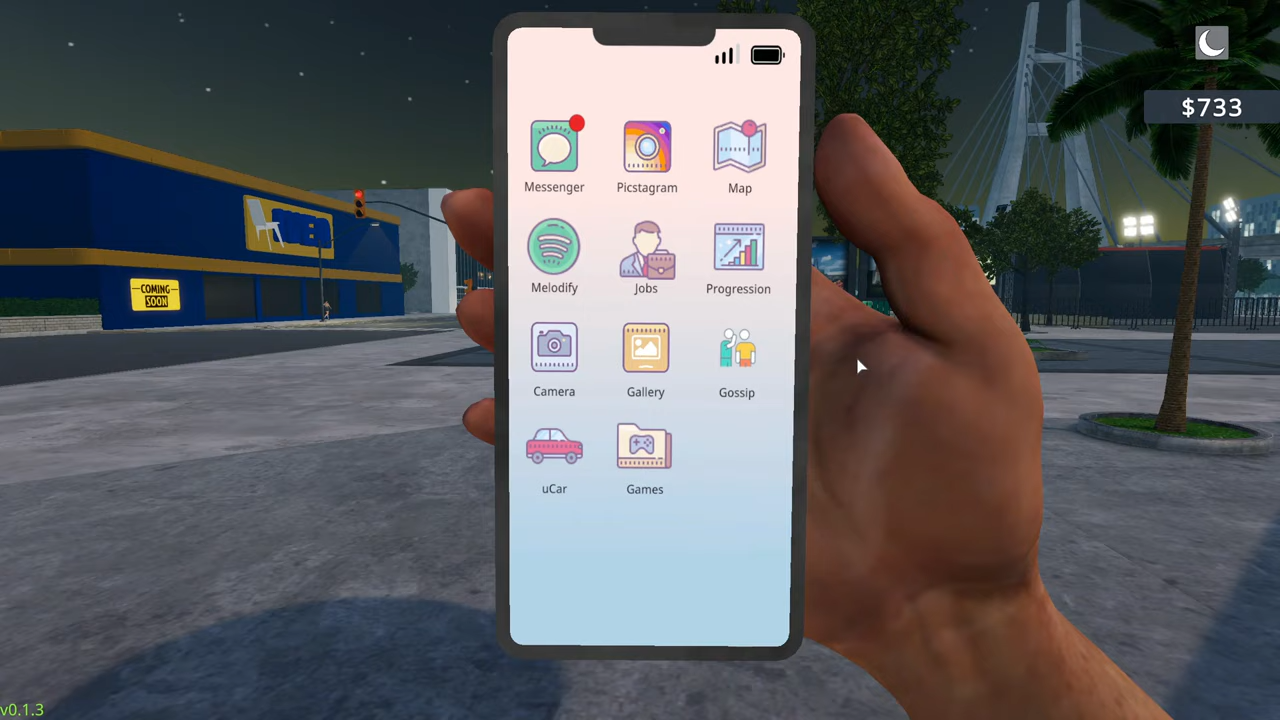 $733
Messenger
Picstagram
Map
Melodify
Jobs
Progression
COMING
SOON
Camera
Gallery
Gossip
uCar
Games
v0.1.3